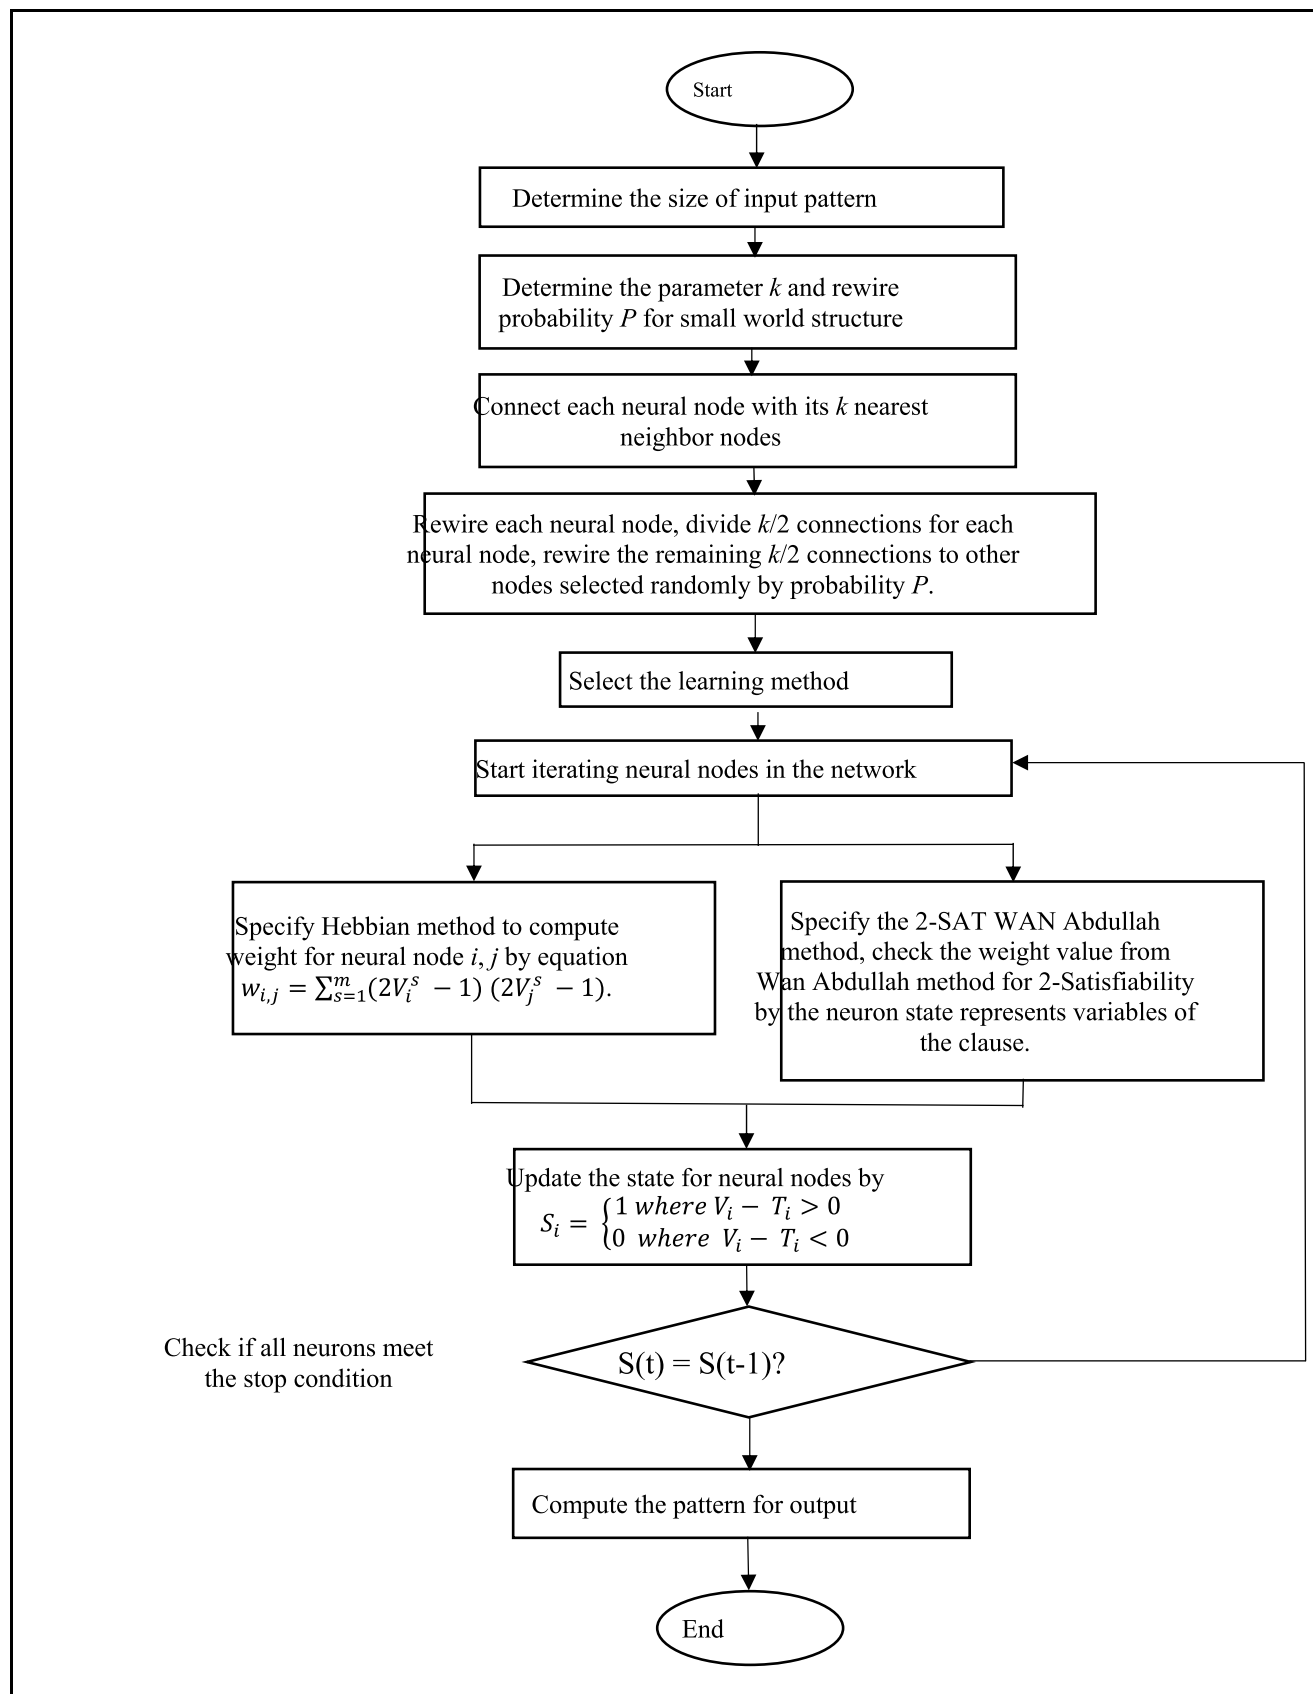 Start
Determine the size of input pattern
Determine the parameter k and rewire
probability P for small world structure
Connect each neural node with its k nearest
neighbor nodes
Rewire each neural node, divide k/2 connections for each
neural node, rewire the remaining k/2 connections to other
nodes selected randomly by probability P.
Select the learning method
Start iterating neural nodes in the network
Specify Hebbian method to compute
weight for neural node i, j by equation
w_{i,j} = ∑_{s=1}^{m}(2V_i^s − 1) (2V_j^s − 1).
Specify the 2-SAT WAN Abdullah
method, check the weight value from
Wan Abdullah method for 2-Satisfiability
by the neuron state represents variables of
the clause.
Update the state for neural nodes by
S_i = {1 where V_i − T_i > 0
{0 where V_i − T_i < 0
Check if all neurons meet
the stop condition
S(t) = S(t-1)?
Compute the pattern for output
End